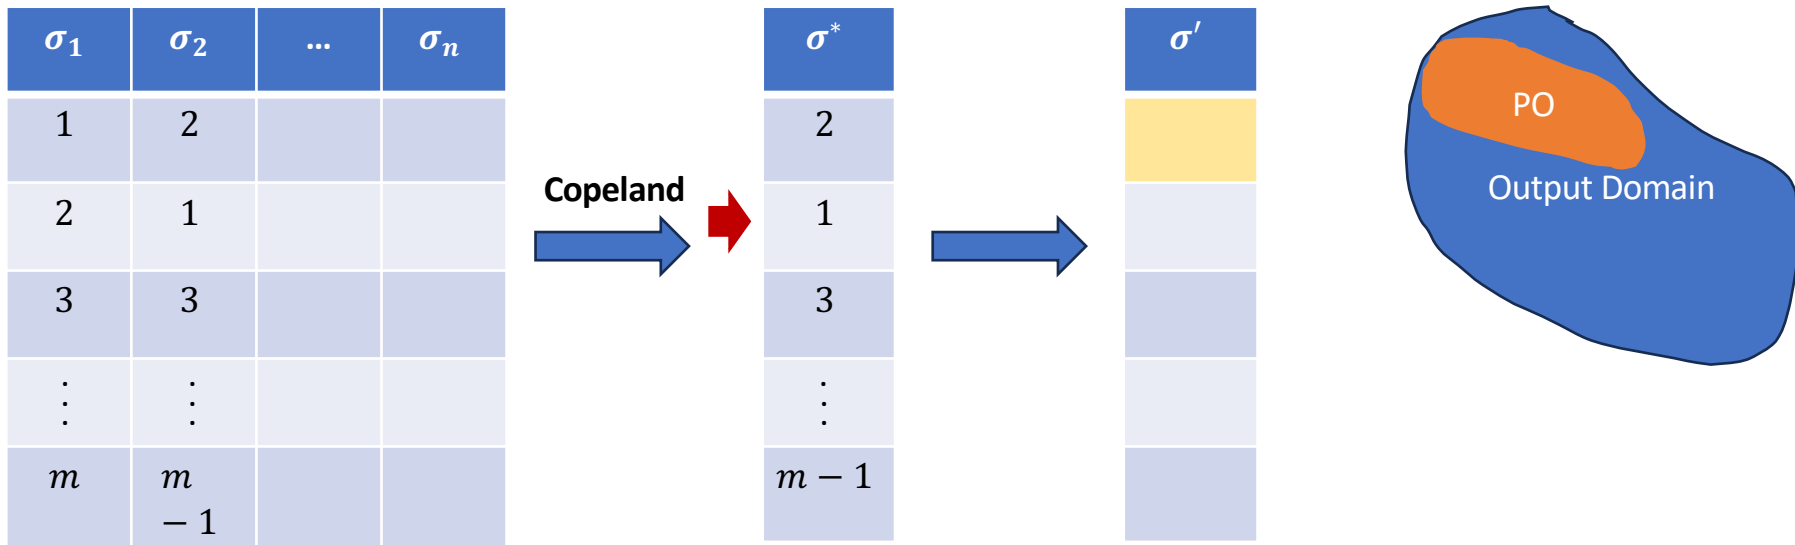 σ₁ σ₂ ... σₙ
1 2
2 1
3 3
⋮ ⋮
m m
− 1
Copeland
σ*
2
1
3
⋮
m − 1
σ′
PO
Output Domain